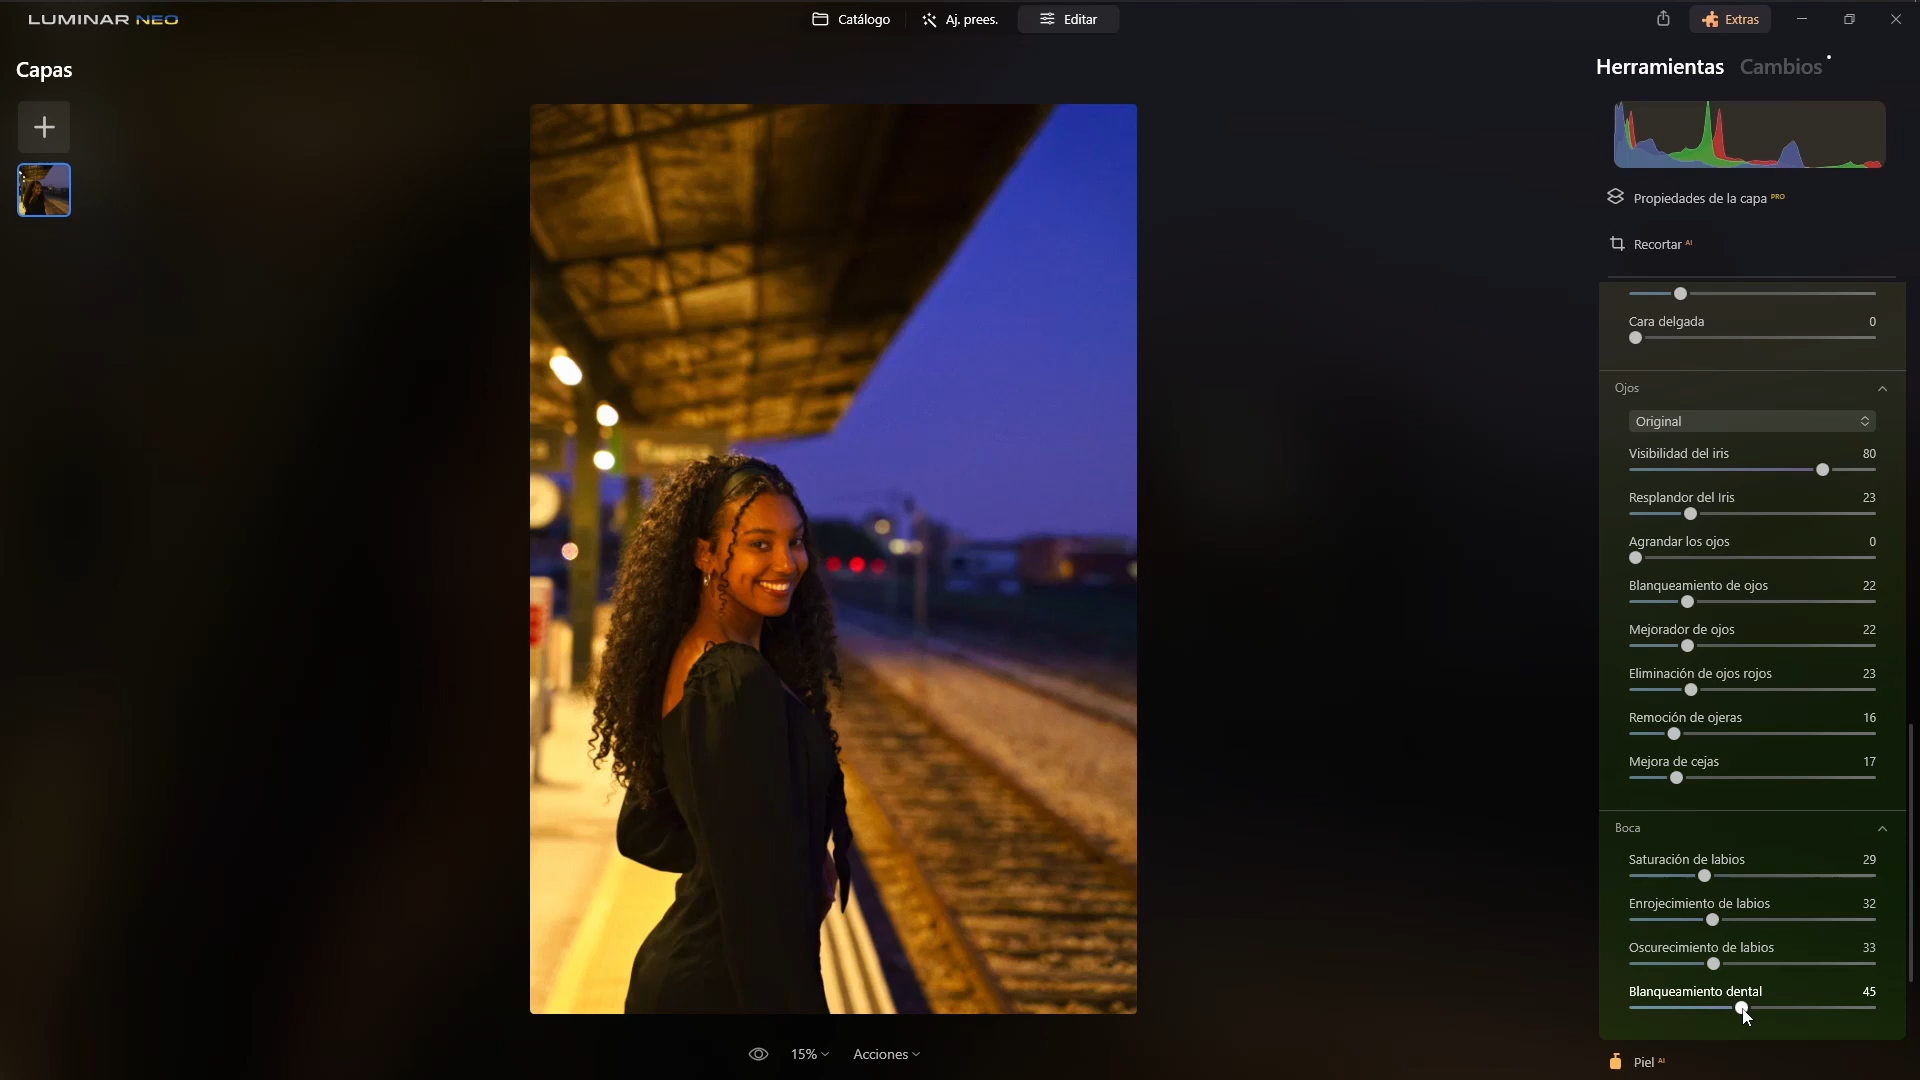 LUMINAR NEO
Catálogo
Aj. prees.
Editar
Extras
Capas
Herramientas Cambios
Propiedades de la capa PRO
Recortar AI
Cara delgada 0
Ojos
Original
Visibilidad del iris 80
Resplandor del Iris 23
Agrandar los ojos 0
Blanqueamiento de ojos 22
Mejorador de ojos 22
Eliminación de ojos rojos 23
Remoción de ojeras 16
Mejora de cejas 17
Boca
Saturación de labios 29
Enrojecimiento de labios 32
Oscurecimiento de labios 33
Blanqueamiento dental 45
15% Acciones
Piel AI